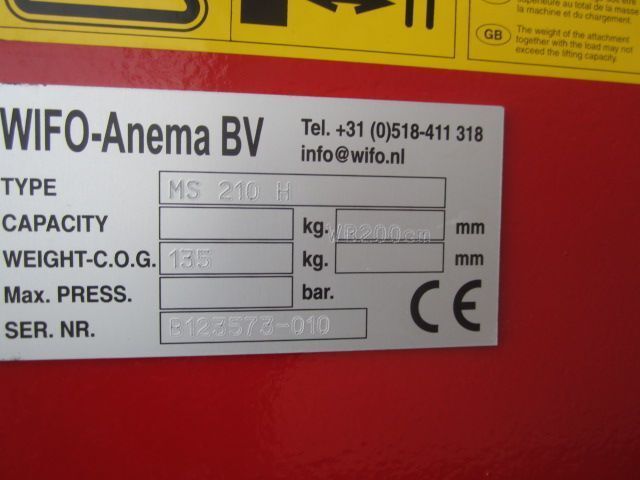 supérieure au total de la masse
la machine et du chargement.
GB The weight of the attachment
together with the load may not
exceed the lifting capacity.
WIFO-Anema BV
Tel. +31 (0)518-411 318
info@wifo.nl
TYPE MS 210 H
CAPACITY kg. WB200cm mm
WEIGHT-C.O.G. 135 kg. mm
Max. PRESS. bar.
SER. NR. B123573-010
CE